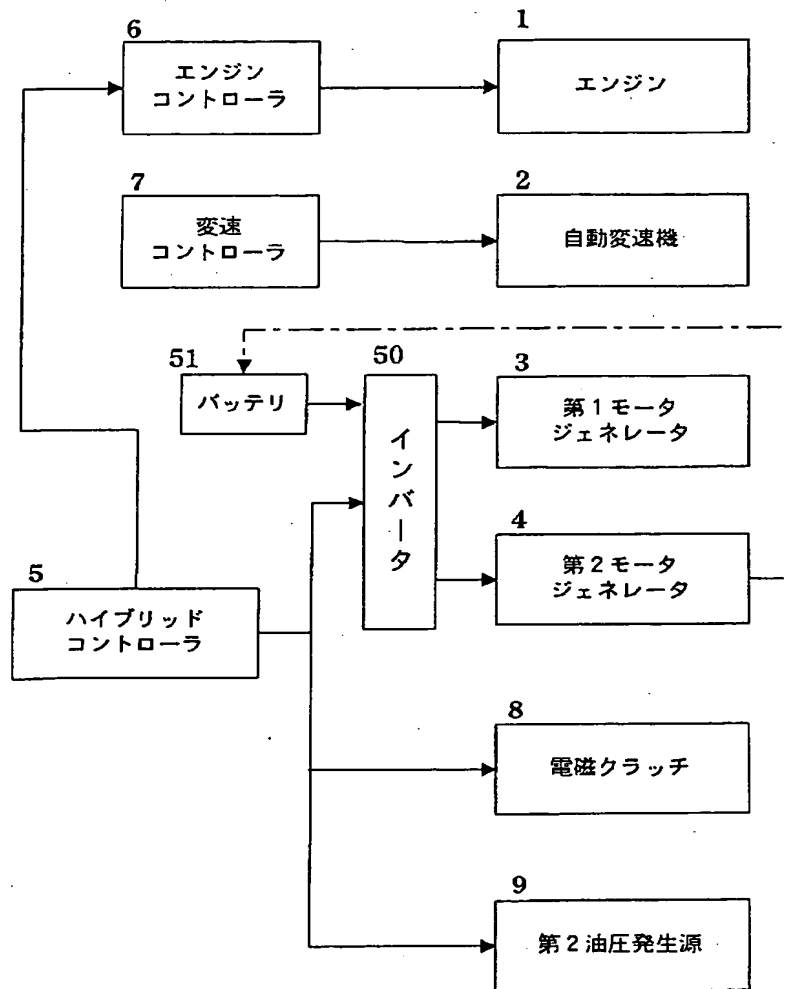 6
エンジン
コントローラ
1
エンジン
7
変速
コントローラ
2
自動変速機
51
バッテリ
50
インバータ
3
第1モータ
ジェネレータ
4
第2モータ
ジェネレータ
5
ハイブリッド
コントローラ
8
電磁クラッチ
9
第2油圧発生源